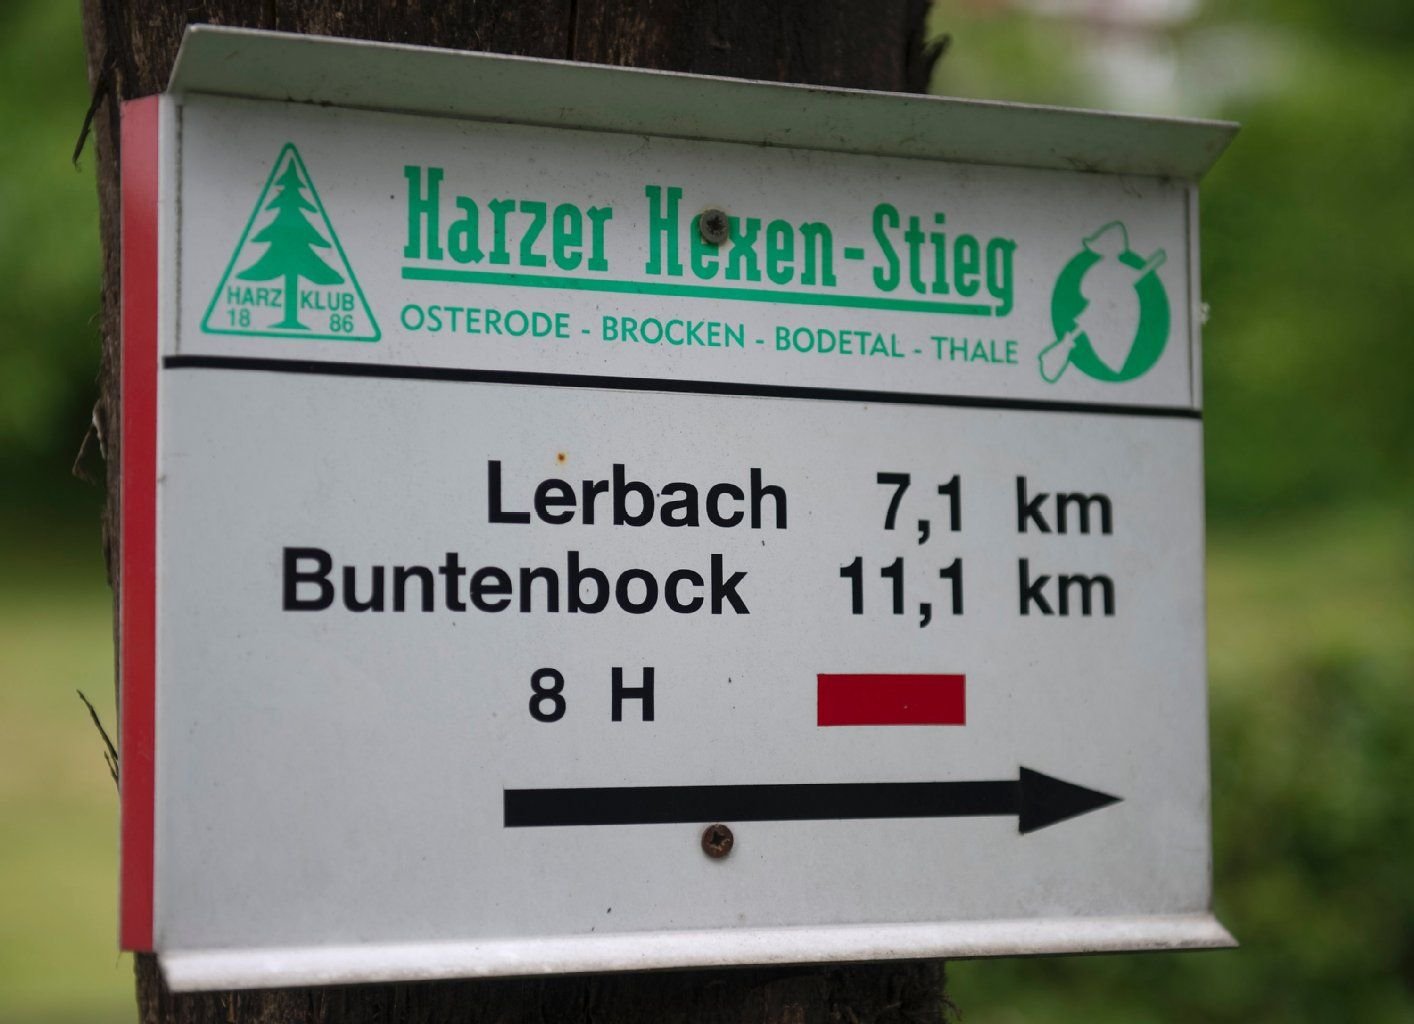 HARZ KLUB
18 86
Harzer Hexen-Stieg
OSTERODE - BROCKEN - BODETAL - THALE
Lerbach 7,1 km
Buntenbock 11,1 km
8 H